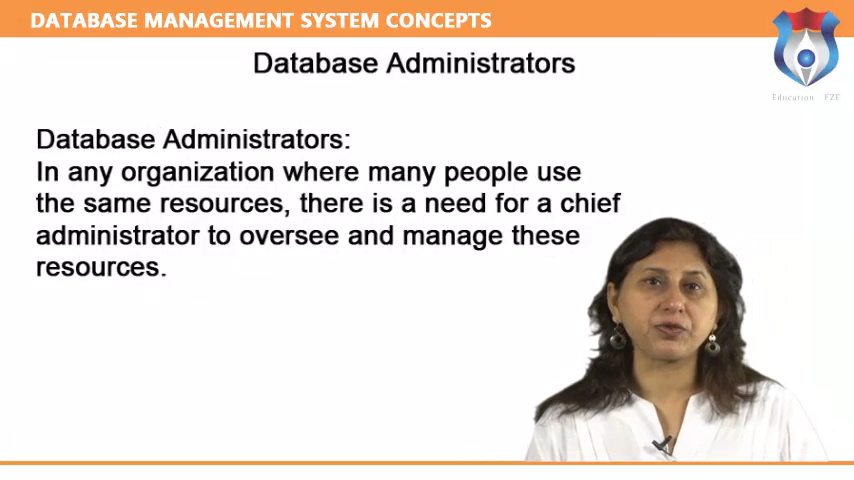 DATABASE MANAGEMENT SYSTEM CONCEPTS
Database Administrators
Education FZE
Database Administrators:
In any organization where many people use
the same resources, there is a need for a chief
administrator to oversee and manage these
resources.